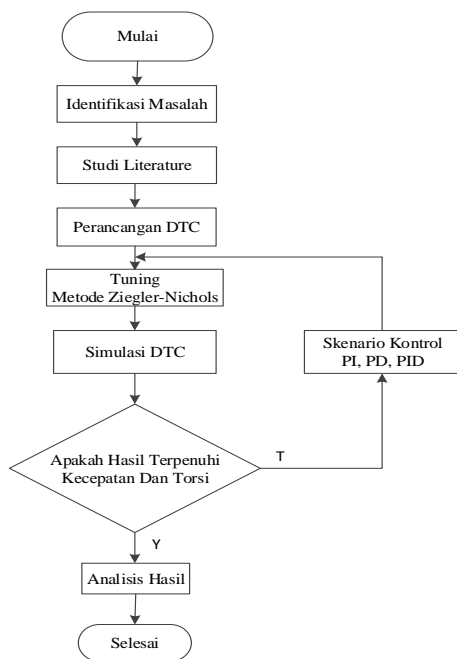 Mulai
Identifikasi Masalah
Studi Literature
Perancangan DTC
Tuning
Metode Ziegler-Nichols
Simulasi DTC
Skenario Kontrol
PI, PD, PID
Apakah Hasil Terpenuhi
Kecepatan Dan Torsi
T
Y
Analisis Hasil
Selesai